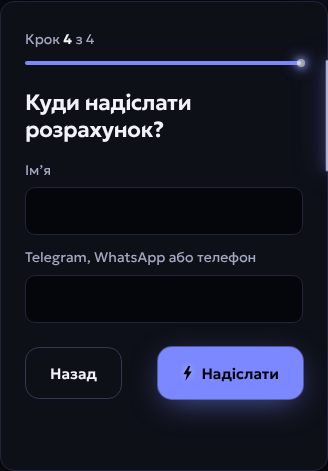 Крок 4 з 4
Куди надіслати
розрахунок?
Ім’я
Telegram, WhatsApp або телефон
Назад
Надіслати